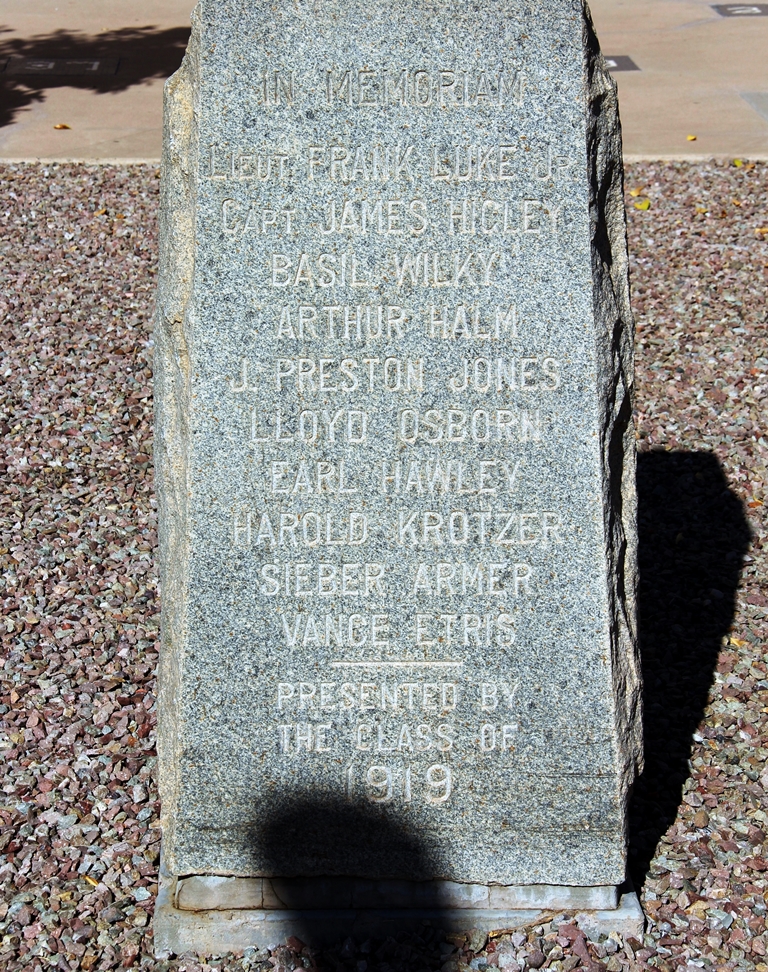 IN MEMORIAM
LIEUT. FRANK LUKE JR
CAPT. JAMES HIGLEY
BASIL WILKY
ARTHUR HALM
J. PRESTON JONES
LLOYD OSBORN
EARL HAWLEY
HAROLD KROTZER
SIEBER ARMER
VANCE ETRIS
PRESENTED BY
THE CLASS OF
1919